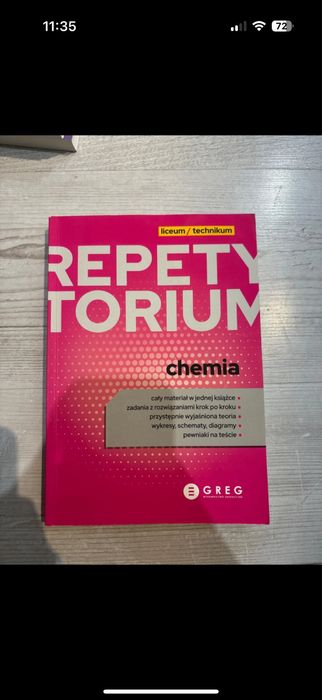 11:35
72
liceum / technikum
REPETY
TORIUM
chemia
cały materiał w jednej książce
zadania z rozwiązaniami krok po kroku
przystępnie wyjaśniona teoria
wykresy, schematy, diagramy
pewniaki na teście
GREG